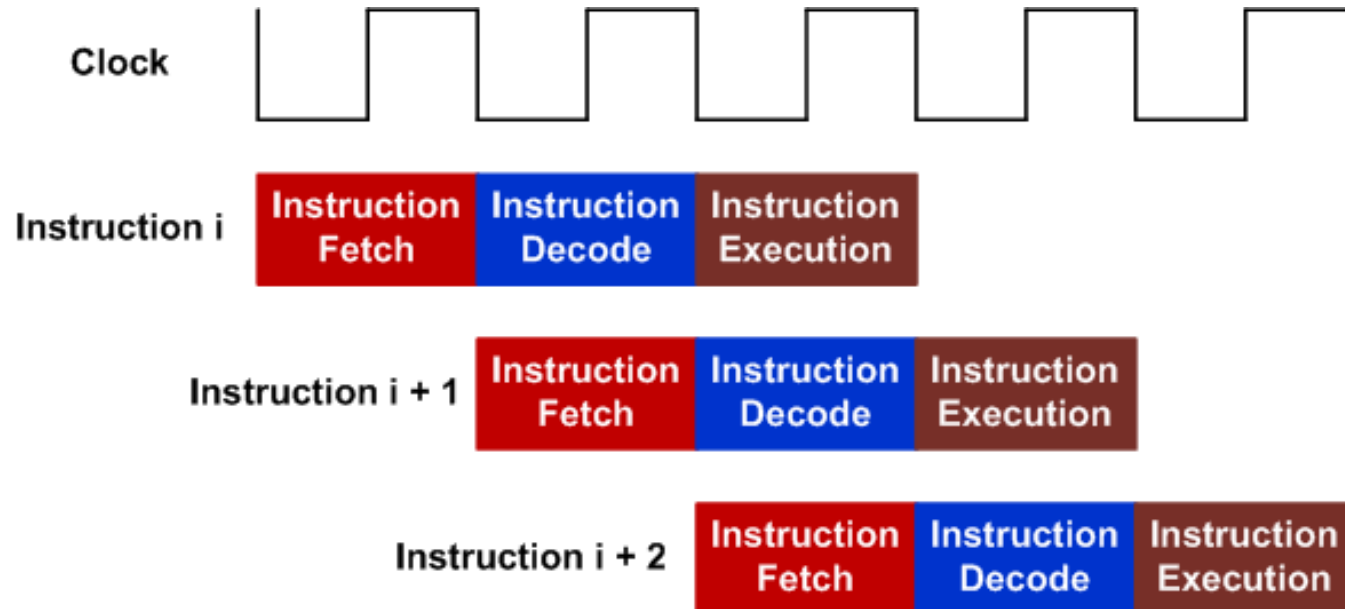 Clock
Instruction i
Instruction
Fetch
Instruction
Decode
Instruction
Execution
Instruction i + 1
Instruction
Fetch
Instruction
Decode
Instruction
Execution
Instruction i + 2
Instruction
Fetch
Instruction
Decode
Instruction
Execution